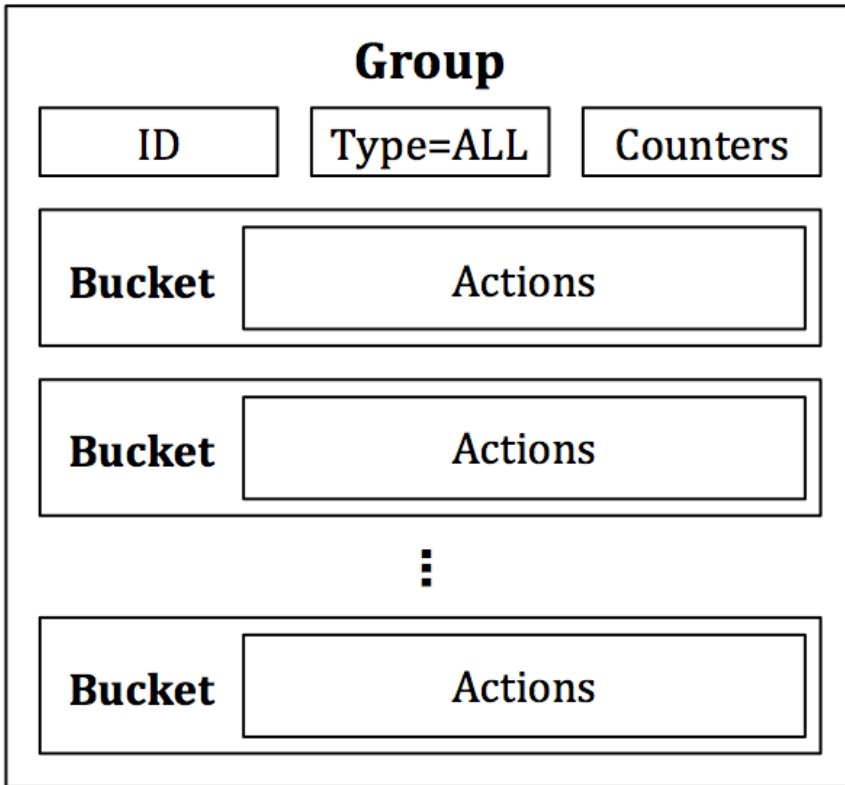 Group
ID Type=ALL Counters
Bucket Actions
Bucket Actions
⋮
Bucket Actions